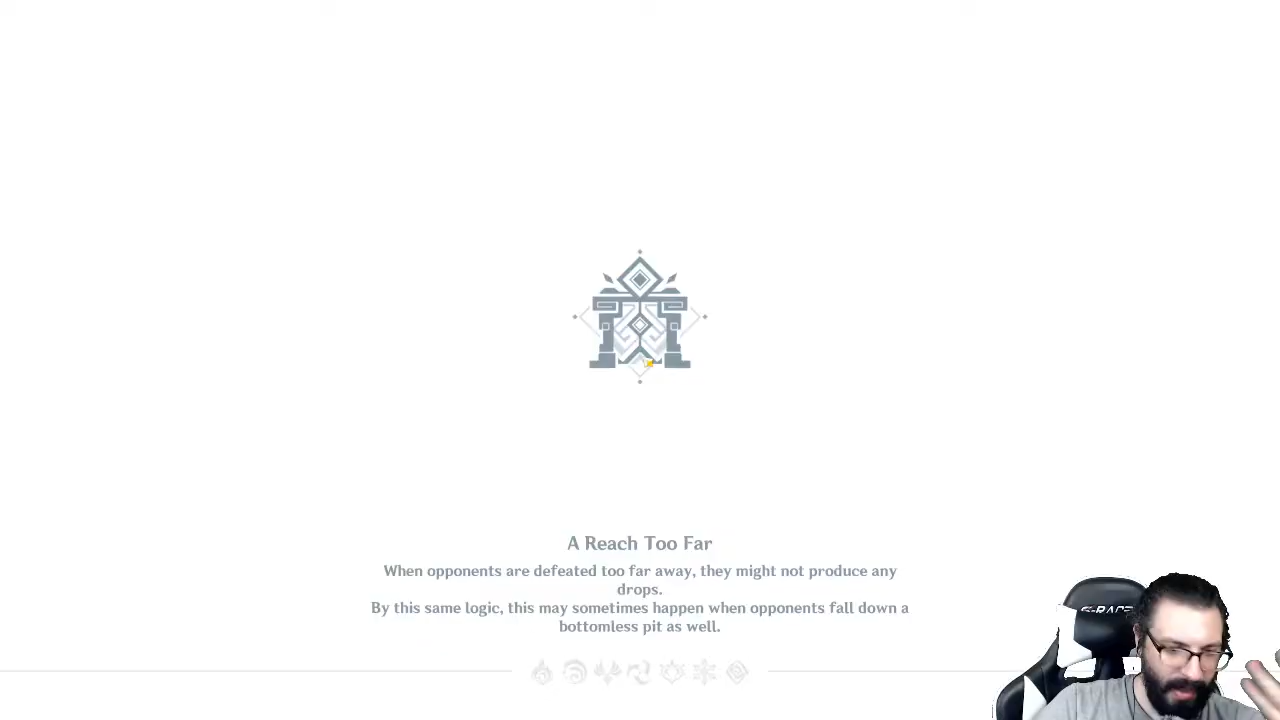 A Reach Too Far
When opponents are defeated too far away, they might not produce any
drops.
By this same logic, this may sometimes happen when opponents fall down a
bottomless pit as well.